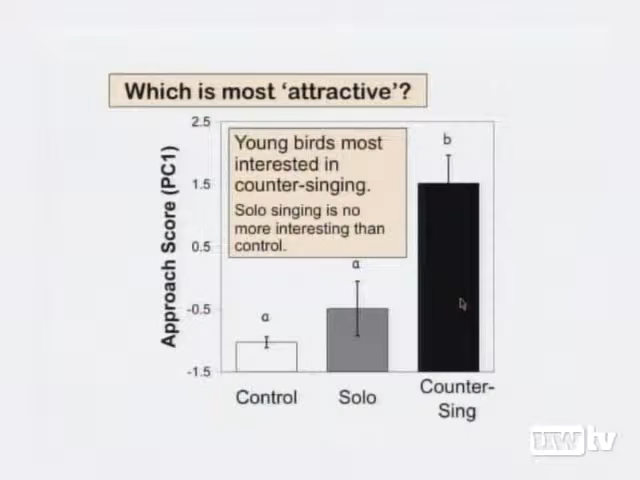 Which is most ‘attractive’?
2.5
1.5
0.5
-0.5
-1.5
Approach Score (PC1)
Young birds most
interested in
counter-singing.
Solo singing is no
more interesting than
control.
a
a
b
Control
Solo
Counter-
Sing
uwtv